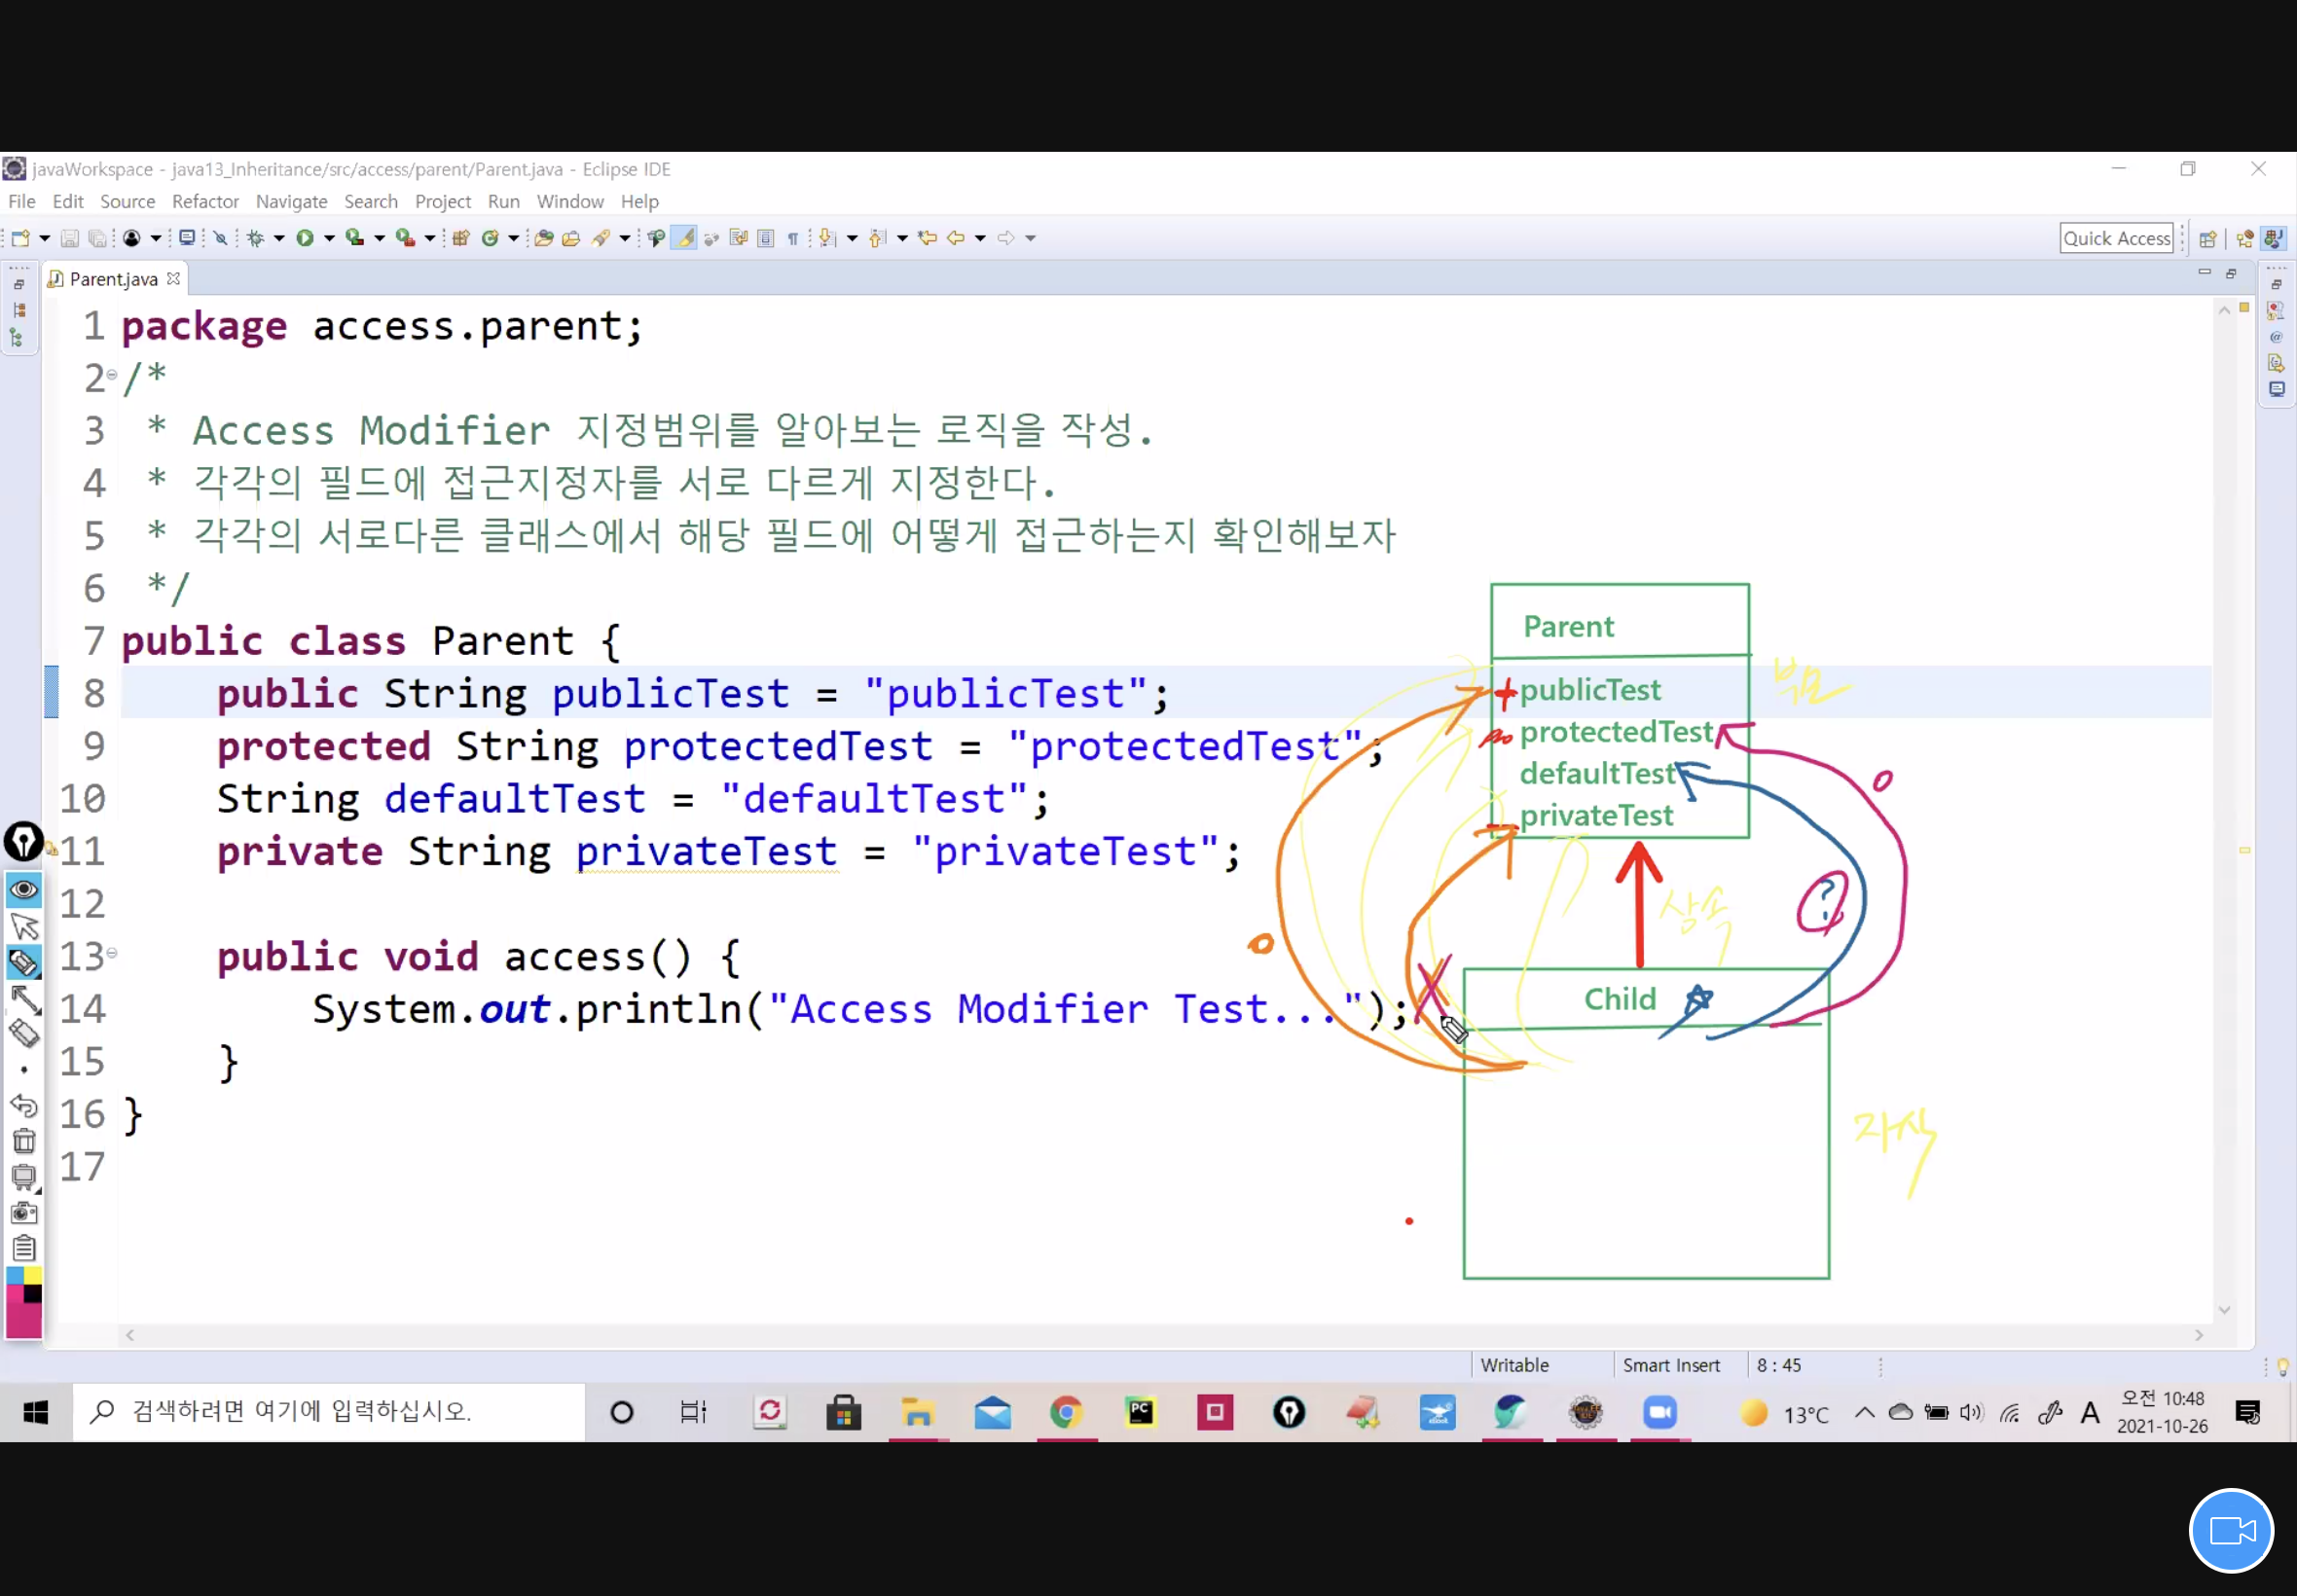 javaWorkspace - java13_Inheritance/src/access/parent/Parent.java - Eclipse IDE
File Edit Source Refactor Navigate Search Project Run Window Help
Quick Access
Parent.java
1 package access.parent;
2 /*
3 * Access Modifier 지정범위를 알아보는 로직을 작성.
4 * 각각의 필드에 접근지정자를 서로 다르게 지정한다.
5 * 각각의 서로다른 클래스에서 해당 필드에 어떻게 접근하는지 확인해보자
6 */
7 public class Parent {
8 public String publicTest = "publicTest";
9 protected String protectedTest = "protectedTest";
10 String defaultTest = "defaultTest";
11 private String privateTest = "privateTest";
12
13 public void access() {
14 System.out.println("Access Modifier Test...");
15 }
16 }
17
Parent
부모
+ publicTest
protectedTest
defaultTest
- privateTest
상속
?
Child
자식
Writable Smart Insert 8 : 45
검색하려면 여기에 입력하십시오.
PC
13°C
A
오전 10:48
2021-10-26